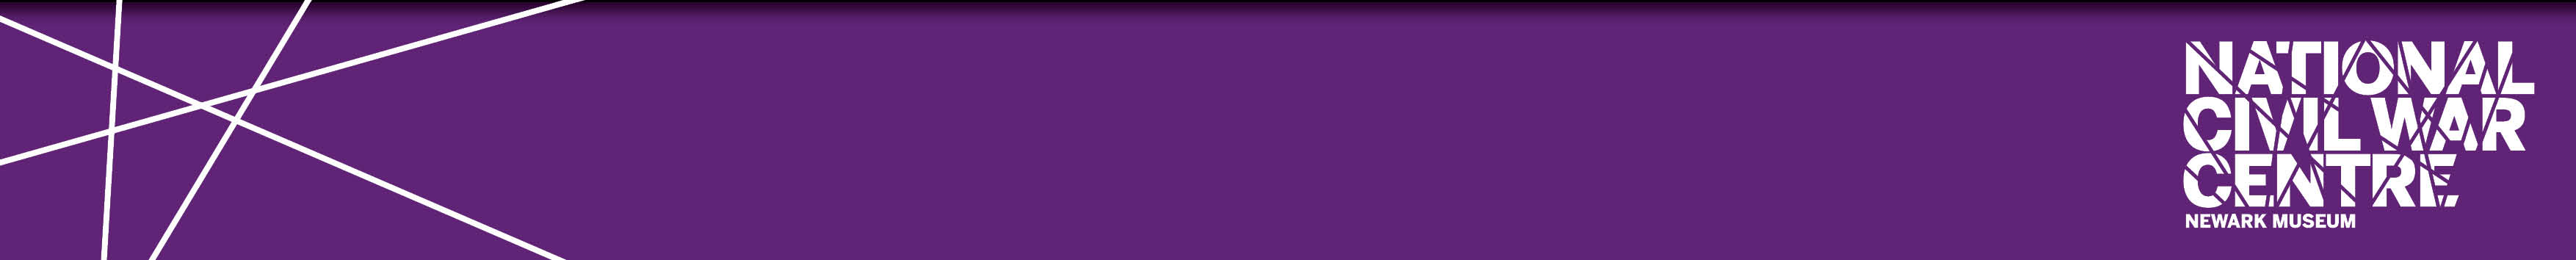 NATIONAL
CIVIL WAR
CENTRE
NEWARK MUSEUM